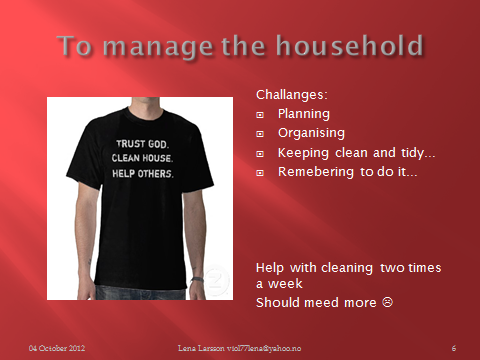 To manage the household
TRUST GOD.
CLEAN HOUSE.
HELP OTHERS.
Challanges:
Planning
Organising
Keeping clean and tidy...
Remebering to do it...
Help with cleaning two times
a week
Should meed more ☹
04 October 2012
Lena Larsson viol77lena@yahoo.no
6